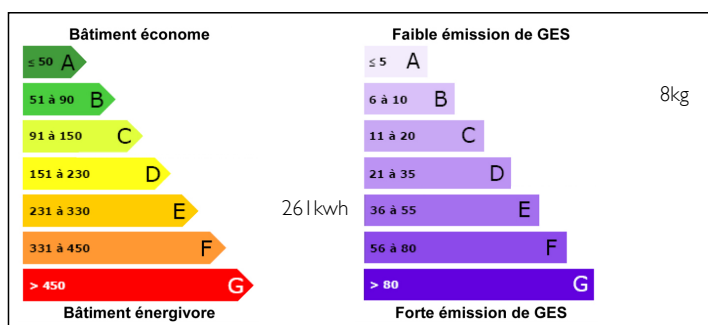 Bâtiment économe
≤ 50 A
51 à 90 B
91 à 150 C
151 à 230 D
231 à 330 E
261kwh
331 à 450 F
> 450 G
Bâtiment énergivore
Faible émission de GES
≤ 5 A
6 à 10 B
8kg
11 à 20 C
21 à 35 D
36 à 55 E
56 à 80 F
> 80 G
Forte émission de GES